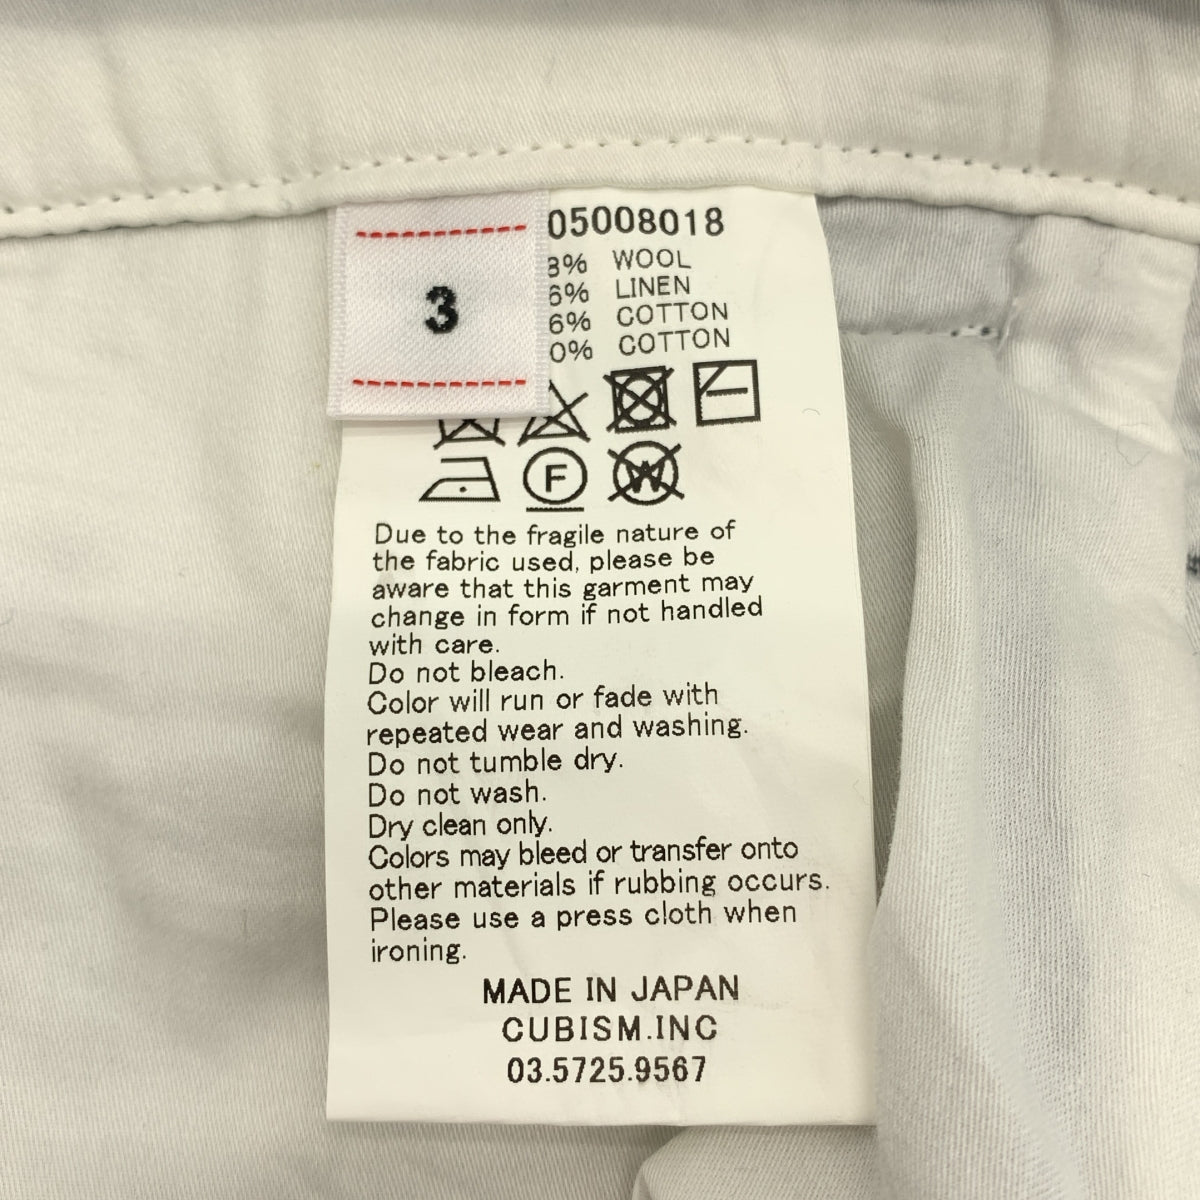 3
05008018
% WOOL
6% LINEN
6% COTTON
0% COTTON
F
W
Due to the fragile nature of
the fabric used, please be
aware that this garment may
change in form if not handled
with care.
Do not bleach.
Color will run or fade with
repeated wear and washing.
Do not tumble dry.
Do not wash.
Dry clean only.
Colors may bleed or transfer onto
other materials if rubbing occurs.
Please use a press cloth when
ironing.
MADE IN JAPAN
CUBISM.INC
03.5725.9567